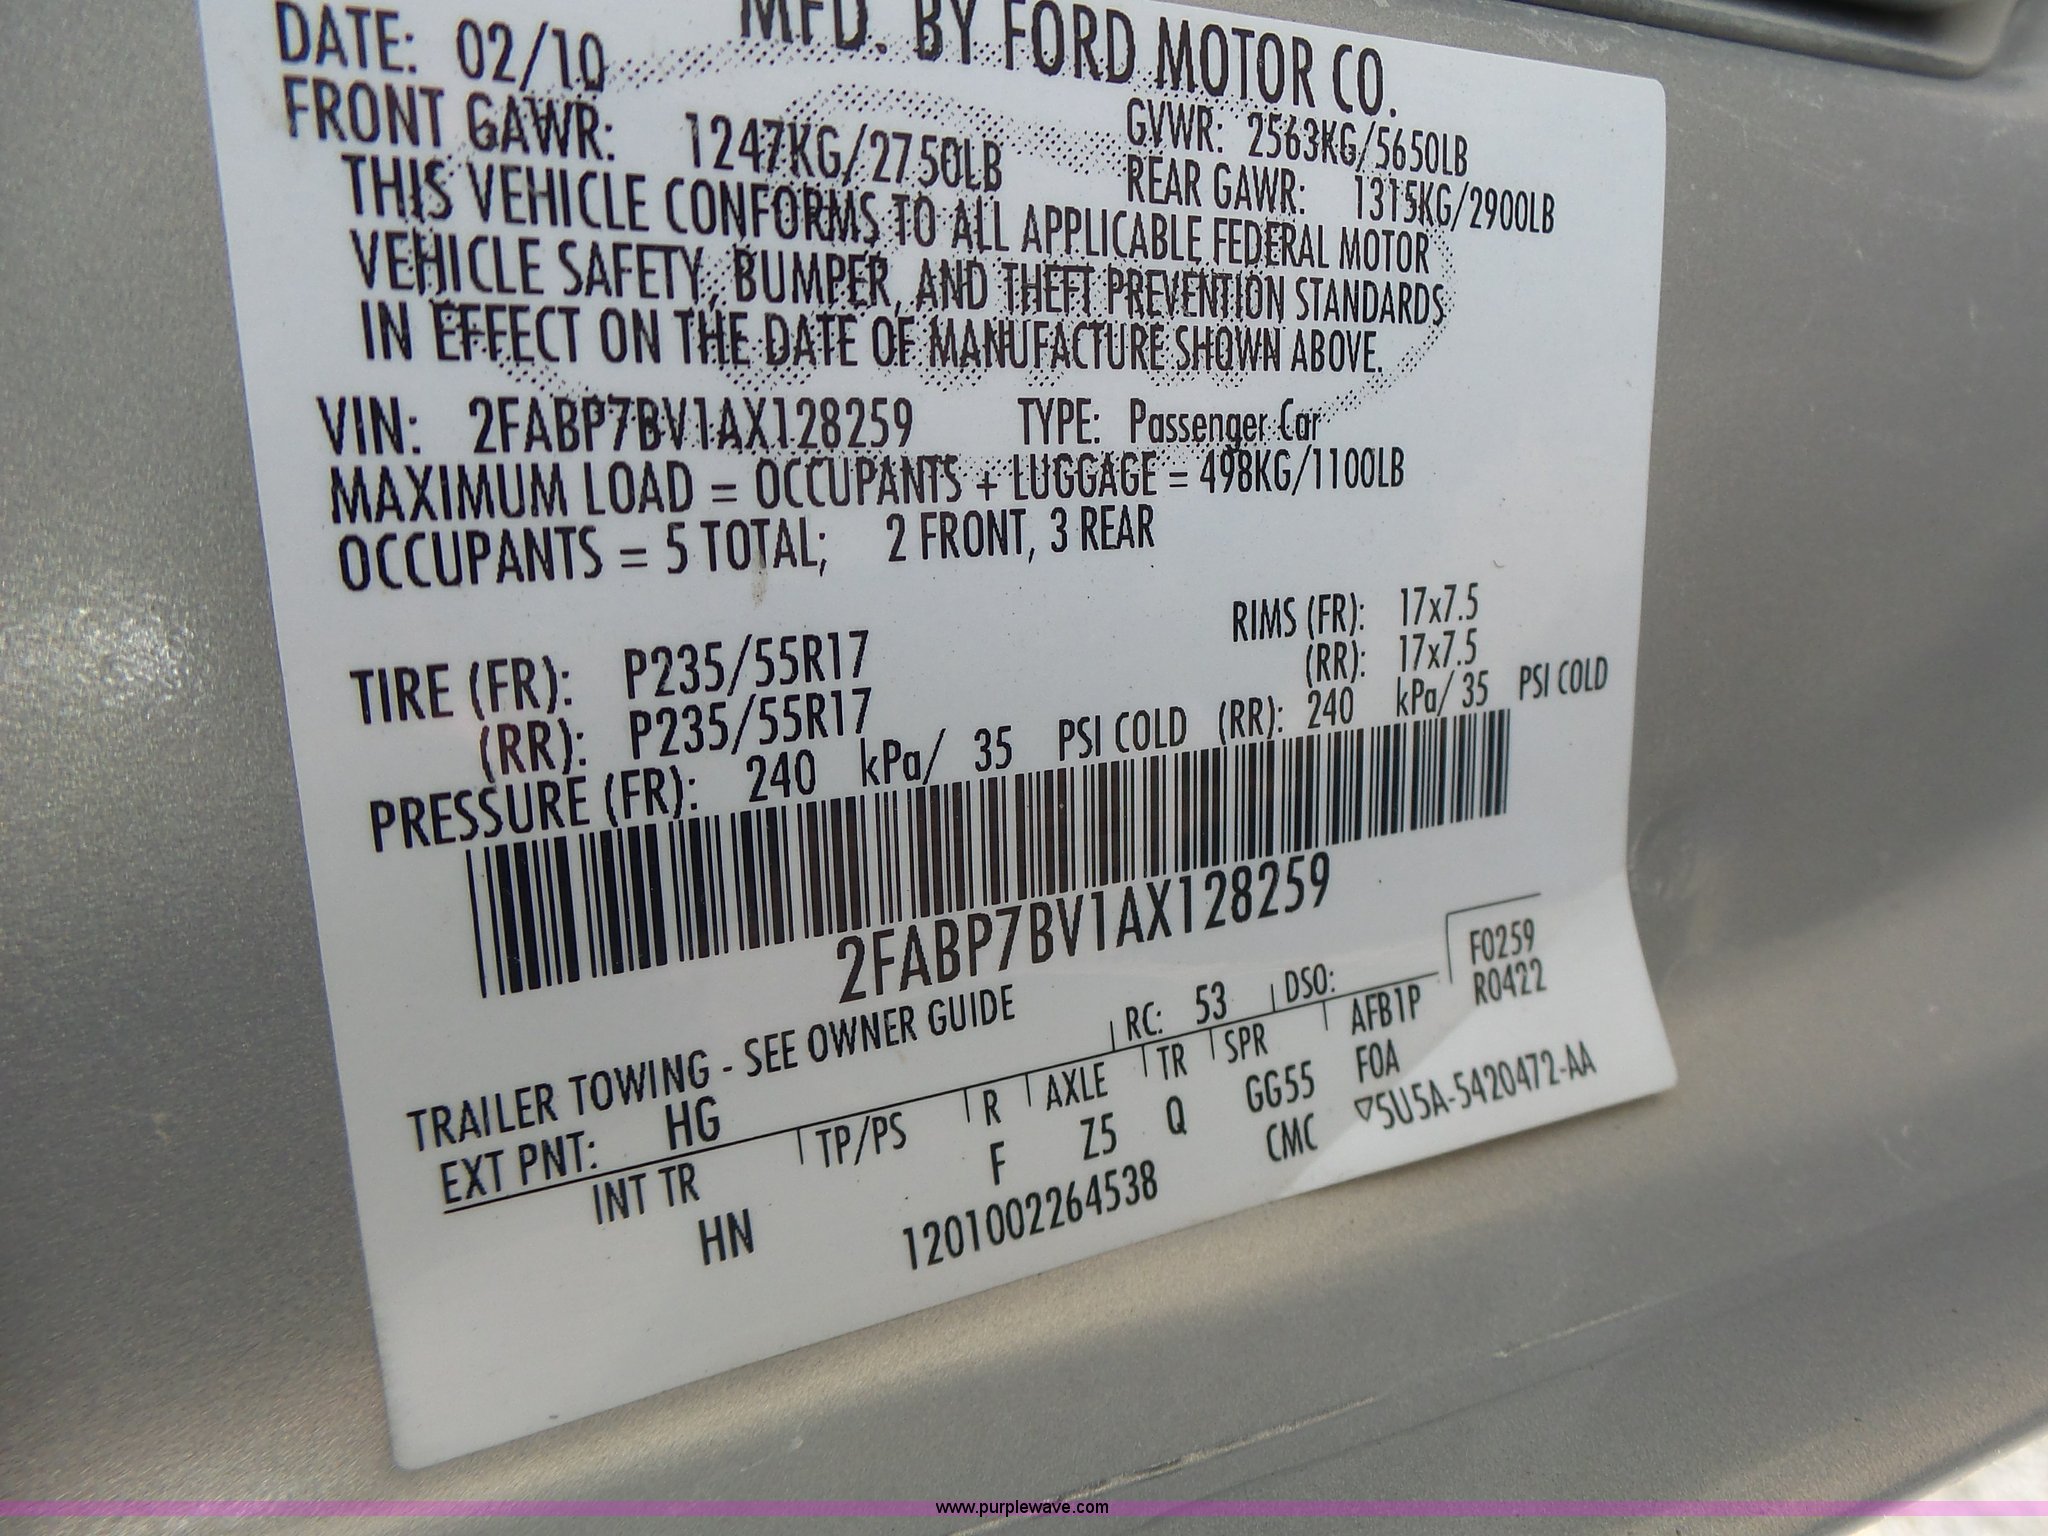 MFD. BY FORD MOTOR CO.
DATE: 02/10
GVWR: 2563KG/5650LB
FRONT GAWR: 1247KG/2750LB
REAR GAWR: 1315KG/2900LB
THIS VEHICLE CONFORMS TO ALL APPLICABLE FEDERAL MOTOR
VEHICLE SAFETY, BUMPER, AND THEFT PREVENTION STANDARDS
IN EFFECT ON THE DATE OF MANUFACTURE SHOWN ABOVE.
VIN: 2FABP7BV1AX128259 TYPE: Passenger Car
MAXIMUM LOAD = OCCUPANTS + LUGGAGE = 498KG/1100LB
OCCUPANTS = 5 TOTAL; 2 FRONT, 3 REAR
TIRE (FR): P235/55R17 RIMS (FR): 17x7.5
(RR): P235/55R17 (RR): 17x7.5
PRESSURE (FR): 240 kPa/ 35 PSI COLD (RR): 240 kPa/ 35 PSI COLD
2FABP7BV1AX128259
F0259
R0422
TRAILER TOWING - SEE OWNER GUIDE
EXT PNT: HG RC: 53 DSO:
INT TR TP/PS R AXLE TR SPR AFB1P
HN F Z5 Q GG55 FOA
1201002264538 CMC ▽5U5A-5420472-AA
www.purplewave.com